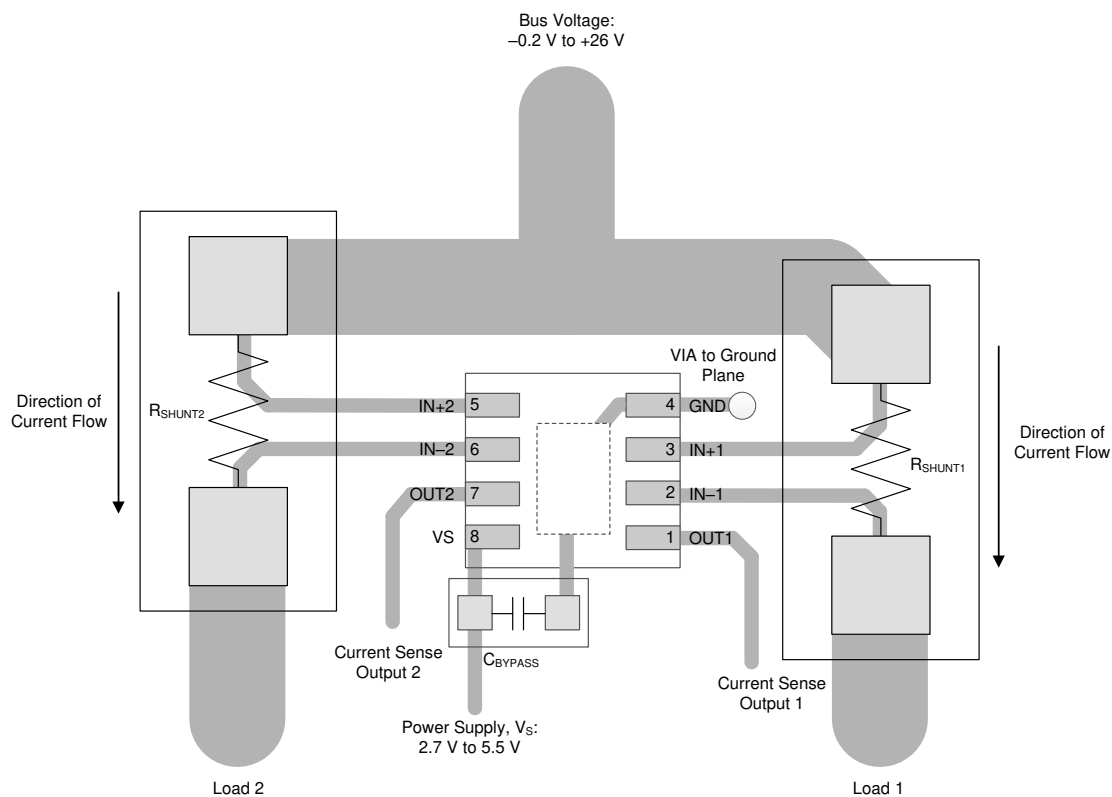 Bus Voltage:
–0.2 V to +26 V
VIA to Ground
Plane
Direction of
Current Flow
RSHUNT2
IN+2
5
4
GND
IN–2
6
3
IN+1
OUT2
7
2
IN–1
VS
8
1
OUT1
RSHUNT1
Direction of
Current Flow
Current Sense
Output 2
CBYPASS
Current Sense
Output 1
Power Supply, VS:
2.7 V to 5.5 V
Load 2
Load 1